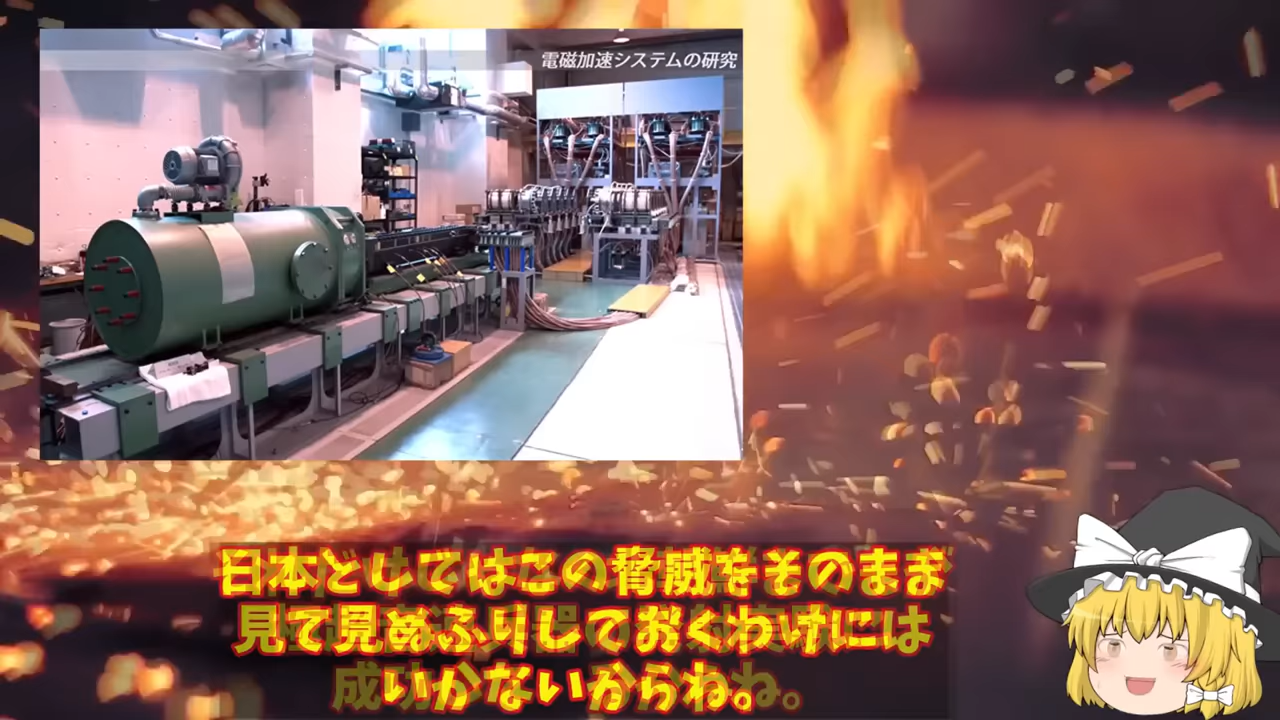 電磁加速システムの研究
日本としてはこの脅威をそのまま
見て見ぬふりしておくわけには
いかないからね。